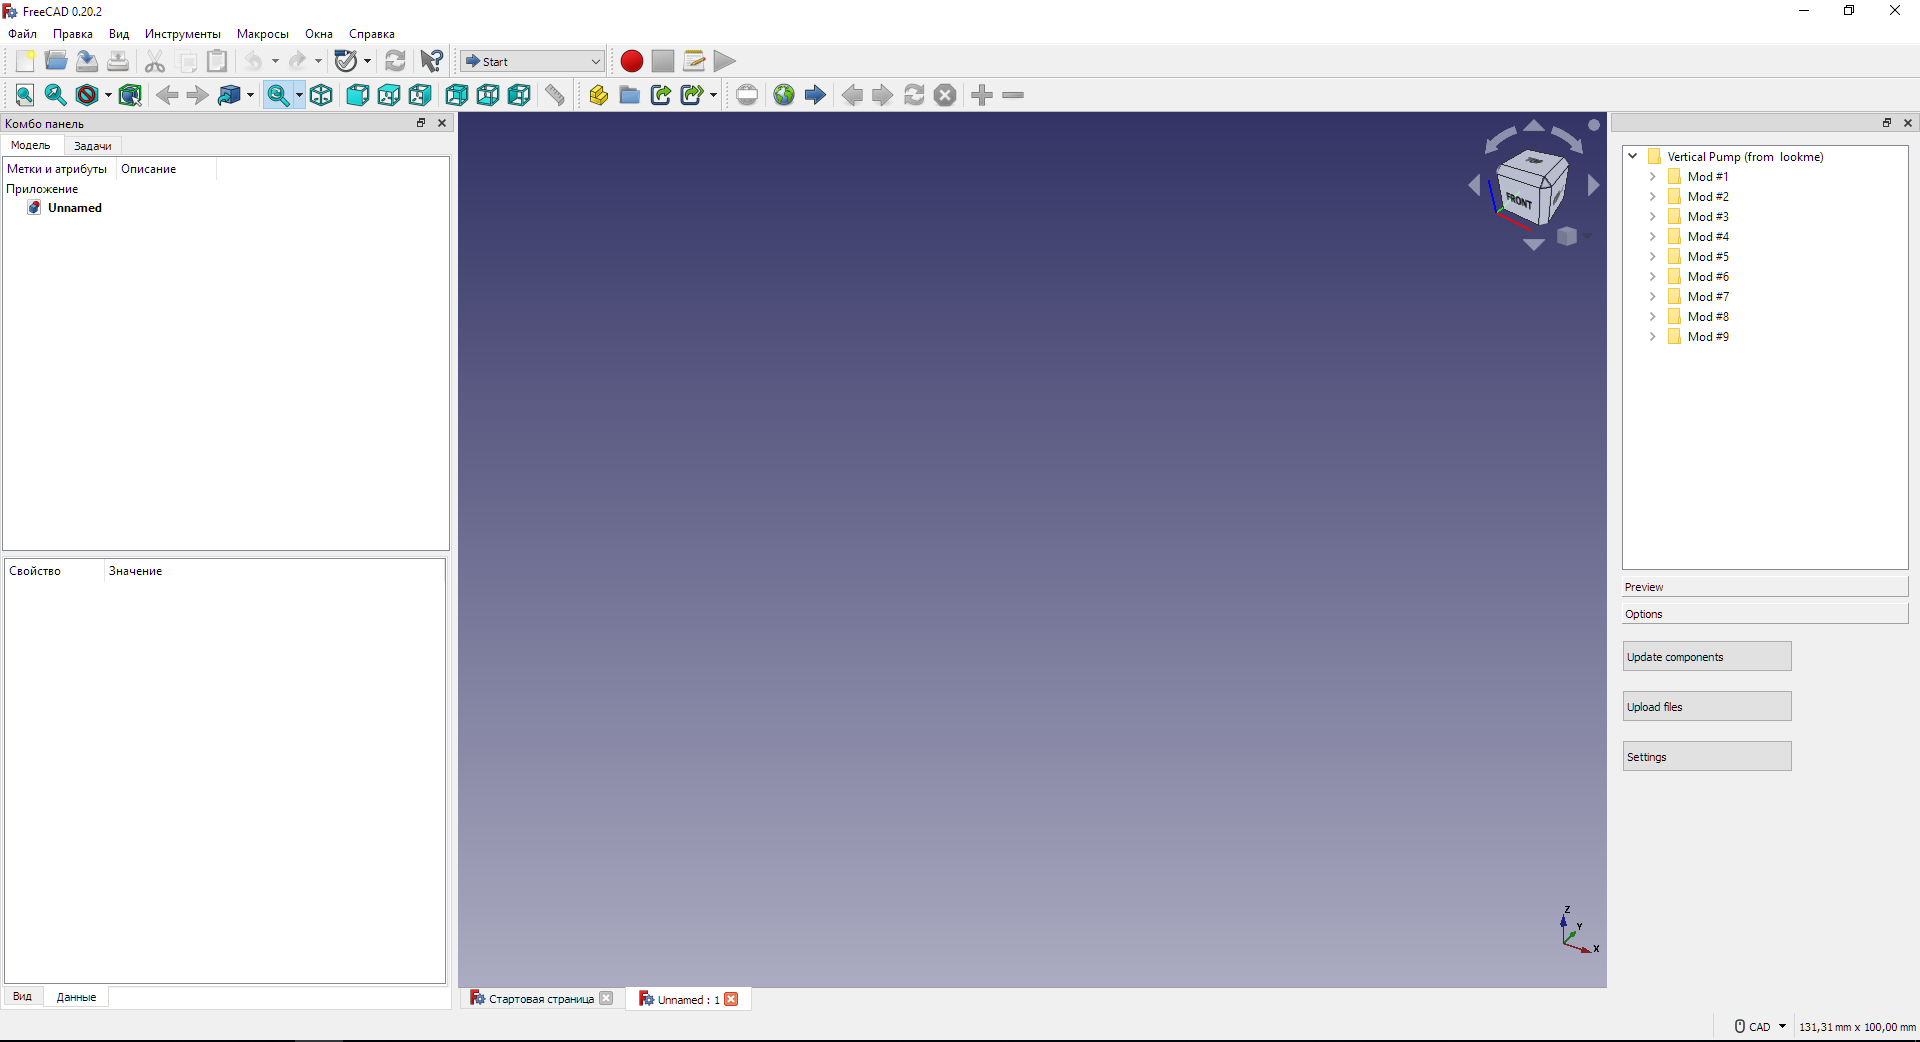 FreeCAD 0.20.2
Файл Правка Вид Инструменты Макросы Окна Справка
Start
Комбо панель
Модель Задачи
Метки и атрибуты Описание
Приложение
Unnamed
Свойство Значение
Вид Данные
TOP
FRONT
Z
Y
X
Стартовая страница Unnamed : 1
Vertical Pump (from lookme)
Mod #1
Mod #2
Mod #3
Mod #4
Mod #5
Mod #6
Mod #7
Mod #8
Mod #9
Preview
Options
Update components
Upload files
Settings
CAD 131,31 mm x 100,00 mm